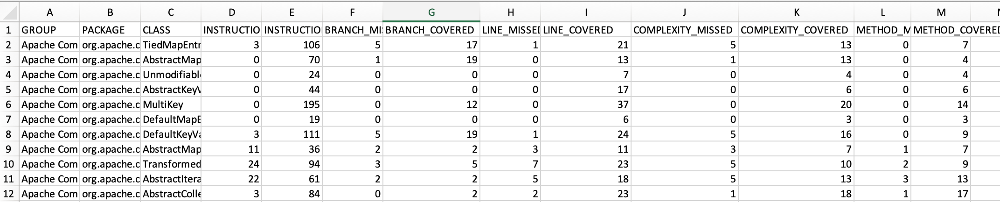 A B C D E F G H I J K L M
1 GROUP PACKAGE CLASS INSTRUCTIO INSTRUCTIO BRANCH_MI BRANCH_COVERED LINE_MISSE LINE_COVERED COMPLEXITY_MISSED COMPLEXITY_COVERED METHOD_M METHOD_COVERED
2 Apache Com org.apache.c TiedMapEntr 3 106 5 17 1 21 5 13 0 7
3 Apache Com org.apache.c AbstractMap 0 70 1 19 0 13 1 13 0 4
4 Apache Com org.apache.c Unmodifiabl 0 24 0 0 0 7 0 4 0 4
5 Apache Com org.apache.c AbstractKeyV 0 44 0 0 0 17 0 6 0 6
6 Apache Com org.apache.c MultiKey 0 195 0 12 0 37 0 20 0 14
7 Apache Com org.apache.c DefaultMapE 0 19 0 0 0 6 0 3 0 3
8 Apache Com org.apache.c DefaultKeyVa 3 111 5 19 1 24 5 16 0 9
9 Apache Com org.apache.c AbstractMap 11 36 2 2 3 11 3 7 1 7
10 Apache Com org.apache.c Transformed 24 94 3 5 7 23 5 10 2 9
11 Apache Com org.apache.c AbstractItera 22 61 2 2 5 18 5 13 3 13
12 Apache Com org.apache.c AbstractColle 3 84 0 2 2 23 1 18 1 17